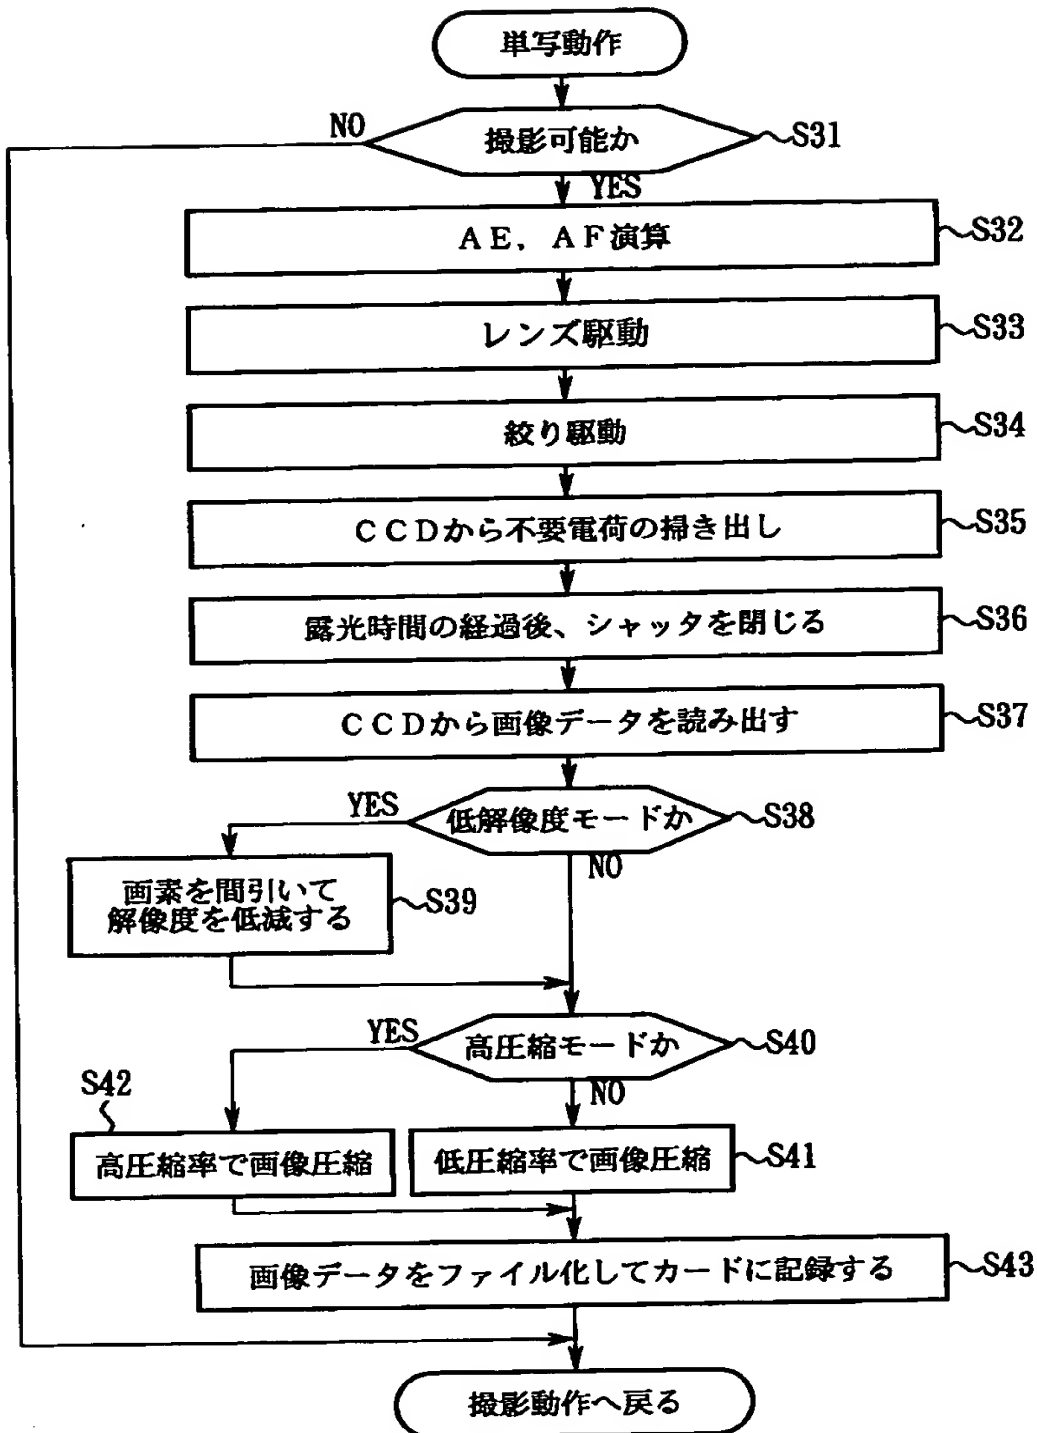 単写動作
NO
撮影可能か
S31
YES
ＡＥ，ＡＦ演算
S32
レンズ駆動
S33
絞り駆動
S34
ＣＣＤから不要電荷の掃き出し
S35
露光時間の経過後、シャッタを閉じる
S36
ＣＣＤから画像データを読み出す
S37
YES
低解像度モードか
S38
NO
画素を間引いて
解像度を低減する
S39
YES
高圧縮モードか
S40
NO
S42
高圧縮率で画像圧縮
低圧縮率で画像圧縮
S41
画像データをファイル化してカードに記録する
S43
撮影動作へ戻る